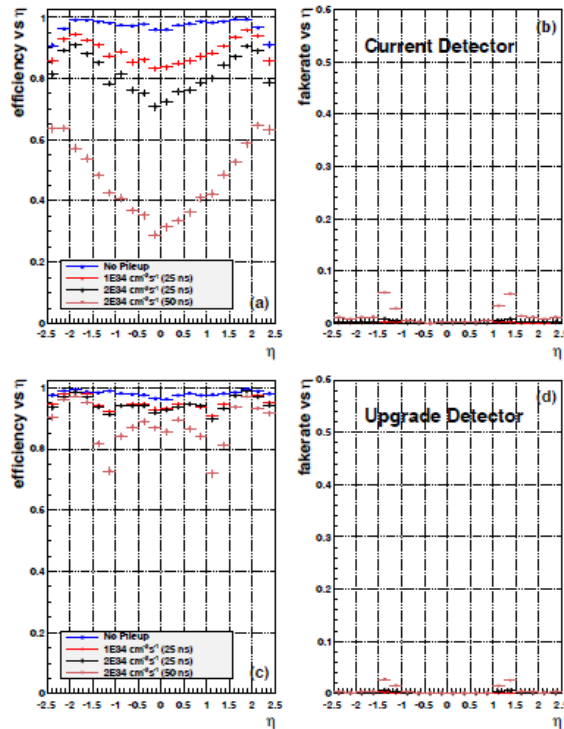 efficiency vs η
1
0.8
0.6
0.4
0.2
0
No Pileup
1E34 cm⁻²s⁻¹ (25 ns)
2E34 cm⁻²s⁻¹ (25 ns)
2E34 cm⁻²s⁻¹ (50 ns)
(a)
-2.5 -2 -1.5 -1 -0.5 0 0.5 1 1.5 2 2.5
η
fakerate vs η
0.6
0.5
0.4
0.3
0.2
0.1
0
(b)
Current Detector
-2.5 -2 -1.5 -1 -0.5 0 0.5 1 1.5 2 2.5
η
efficiency vs η
1
0.8
0.6
0.4
0.2
0
No Pileup
1E34 cm⁻²s⁻¹ (25 ns)
2E34 cm⁻²s⁻¹ (25 ns)
2E34 cm⁻²s⁻¹ (50 ns)
(c)
-2.5 -2 -1.5 -1 -0.5 0 0.5 1 1.5 2 2.5
η
fakerate vs η
0.6
0.5
0.4
0.3
0.2
0.1
0
(d)
Upgrade Detector
-2.5 -2 -1.5 -1 -0.5 0 0.5 1 1.5 2 2.5
η